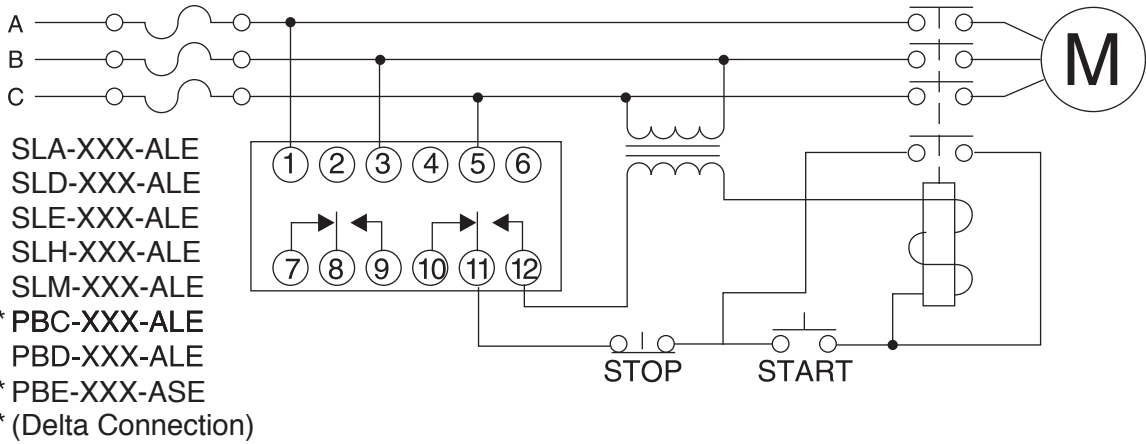 A
B
C
M
SLA-XXX-ALE
SLD-XXX-ALE
SLE-XXX-ALE
SLH-XXX-ALE
SLM-XXX-ALE
* PBC-XXX-ALE
PBD-XXX-ALE
* PBE-XXX-ASE
* (Delta Connection)
1 2 3 4 5 6
7 8 9 10 11 12
STOP START